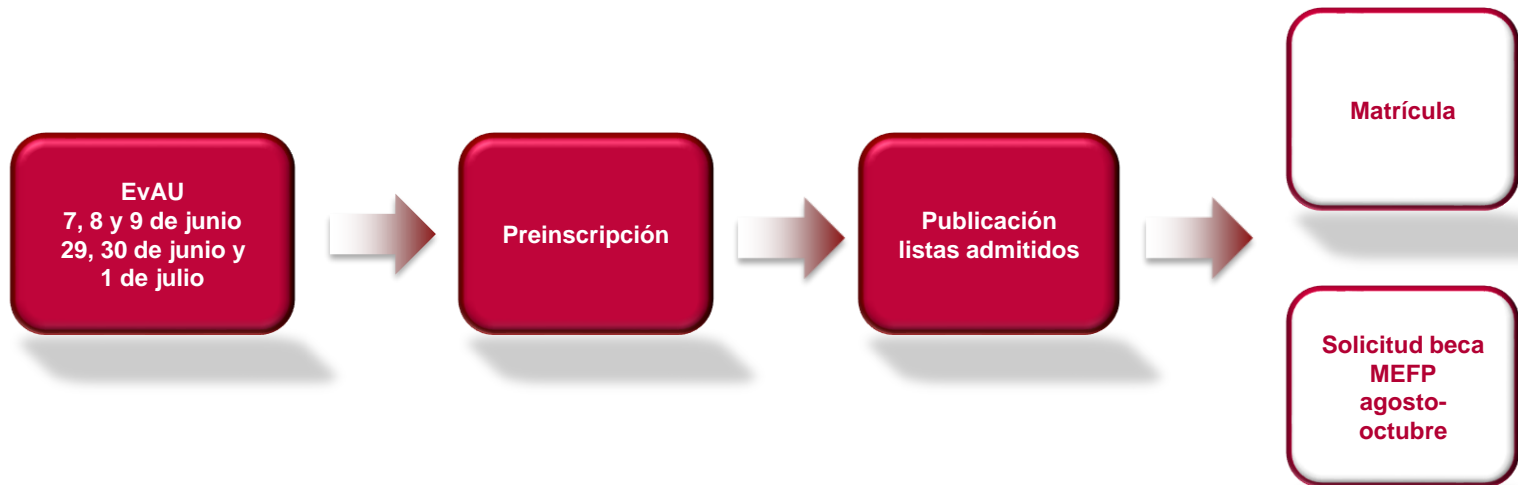 EvAU
7, 8 y 9 de junio
29, 30 de junio y
1 de julio
Preinscripción
Publicación
listas admitidos
Matrícula
Solicitud beca
MEFP
agosto-
octubre